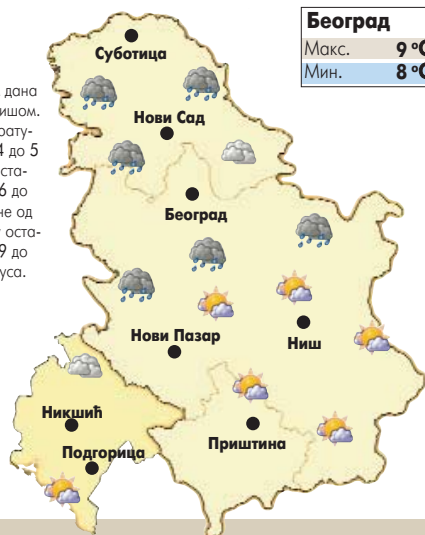 Београд
Макс. 9 °C
Мин. 8 °C
Суботица
дана
ишом.
рату-
4 до 5
ста-
6 до
не од
оста-
9 до
уса.
Нови Сад
Београд
Нови Пазар
Ниш
Никшић
Подгорица
Приштина